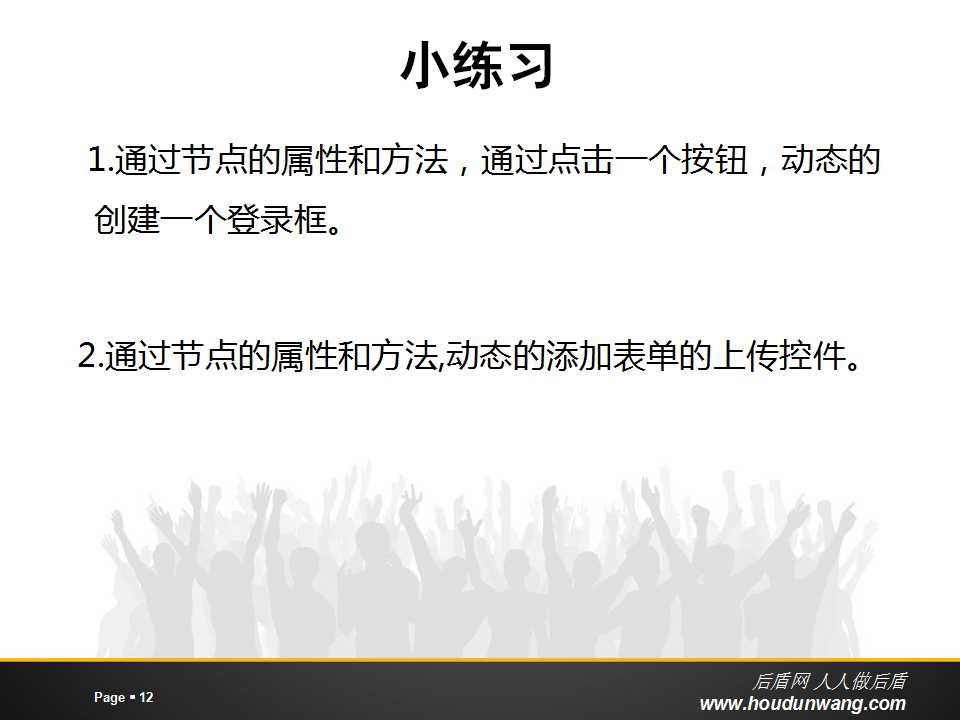 小练习
1.通过节点的属性和方法，通过点击一个按钮，动态的
创建一个登录框。
2.通过节点的属性和方法,动态的添加表单的上传控件。
Page ▪ 12
后盾网 人人做后盾
www.houdunwang.com